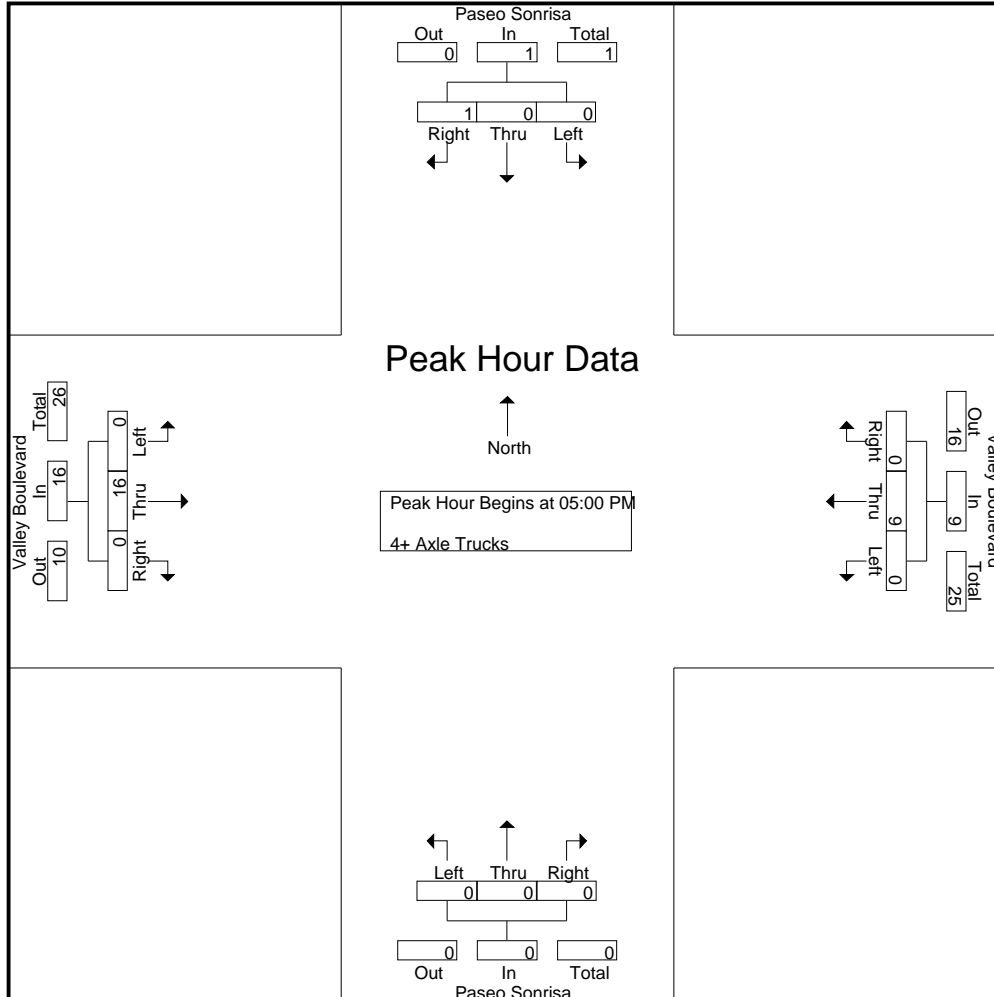 Paseo Sonrisa
Out In Total
0 1 1
1 0 0
Right Thru Left
Peak Hour Data
North
Peak Hour Begins at 05:00 PM
4+ Axle Trucks
Valley Boulevard
Out In Total
10 16 26
0 16 0
Left Thru Right
Valley Boulevard
Out In Total
16 9 25
0 9 0
Right Thru Left
Left Thru Right
0 0 0
0 0 0
Out In Total
Paseo Sonrisa